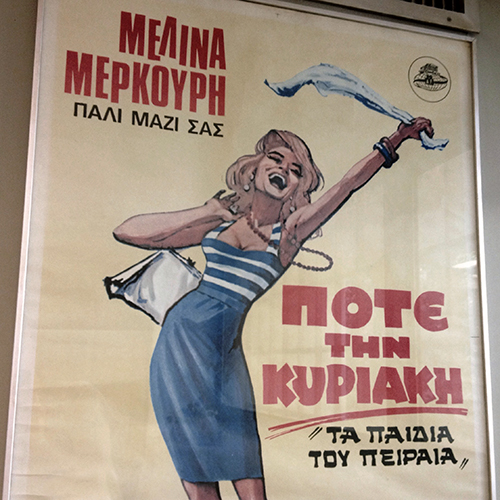 ΜΕΛΙΝΑ
ΜΕΡΚΟΥΡΗ
ΠΑΛΙ ΜΑΖΙ ΣΑΣ
ΠΟΤΕ
ΤΗΝ
ΚΥΡΙΑΚΗ
"ΤΑ ΠΑΙΔΙΑ
ΤΟΥ ΠΕΙΡΑΙΑ"